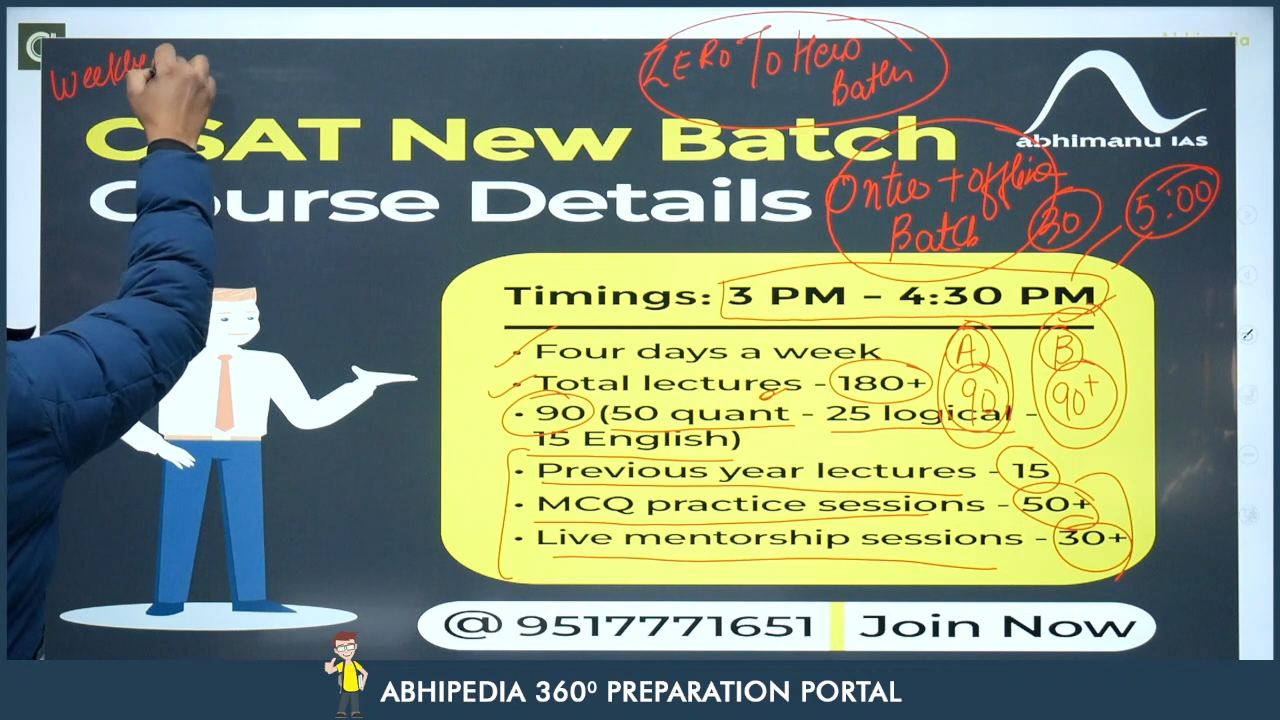 Weekly
ZERO To Hero
Batch
CSAT New Batch
Course Details
abhimanu IAS
Batch
30
5:00
Timings: 3 PM – 4:30 PM
• Four days a week
• Total lectures - 180+
• 90 (50 quant - 25 logical -
15 English)
• Previous year lectures - 15
• MCQ practice sessions - 50+
• Live mentorship sessions - 30+
A
90
B
90+
@ 9517771651 Join Now
ABHIPEDIA 360⁰ PREPARATION PORTAL